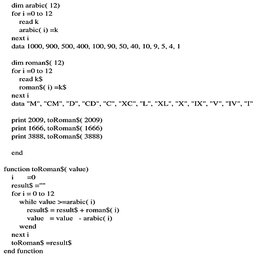 dim arabic( 12)
for i =0 to 12
read k
arabic( i) =k
next i
data 1000, 900, 500, 400, 100, 90, 50, 40, 10, 9, 5, 4, 1
dim roman$( 12)
for i =0 to 12
read k$
roman$( i) =k$
next i
data "M", "CM", "D", "CD", "C", "XC", "L", "XL", "X", "IX", "V", "IV", "I"
print 2009, toRoman$( 2009)
print 1666, toRoman$( 1666)
print 3888, toRoman$( 3888)
end
function toRoman$( value)
i =0
result$ =""
for i = 0 to 12
while value >=arabic( i)
result$ = result$ + roman$( i)
value = value - arabic( i)
wend
next i
toRoman$ =result$
end function